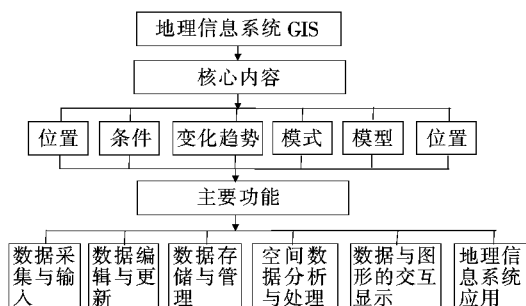 地理信息系统 GIS
核心内容
位置
条件
变化趋势
模式
模型
位置
主要功能
数据采
集与输
入
数据编
辑与更
新
数据存
储与管
理
空间数
据分析
与处理
数据与图
形的交互
显示
地理信
息系统
应用